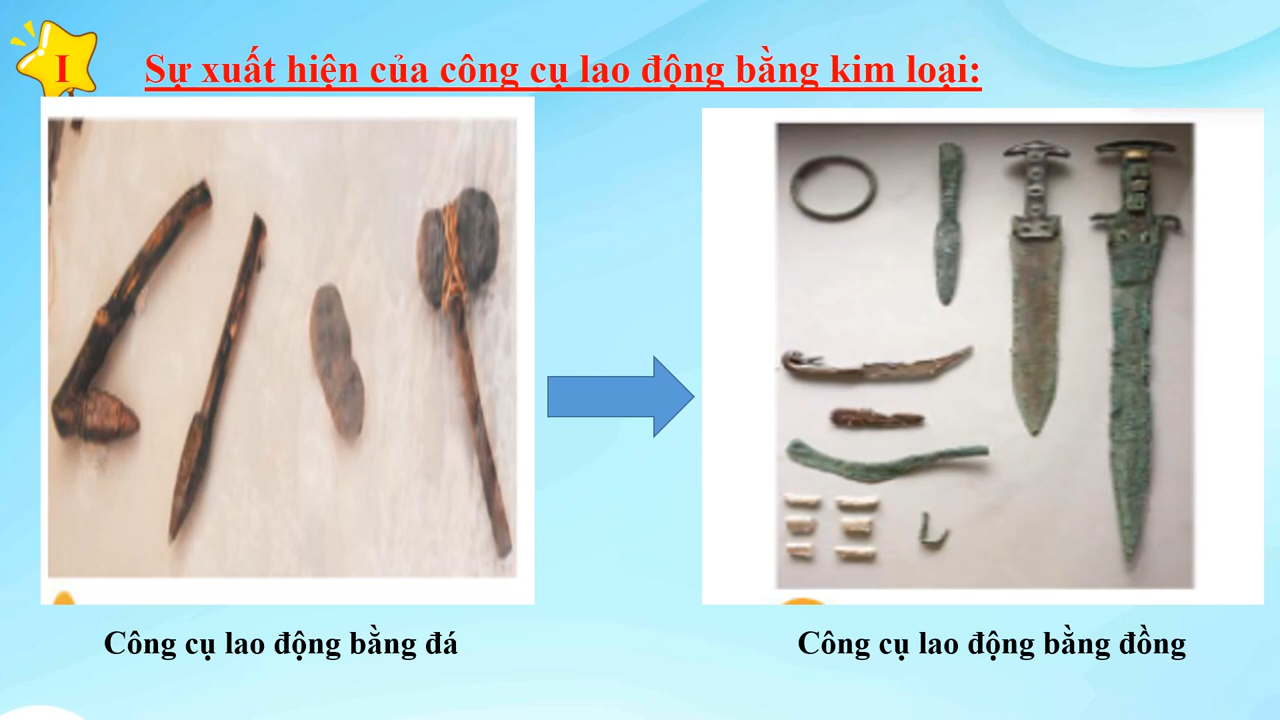 I
Sự xuất hiện của công cụ lao động bằng kim loại:
Công cụ lao động bằng đá
Công cụ lao động bằng đồng